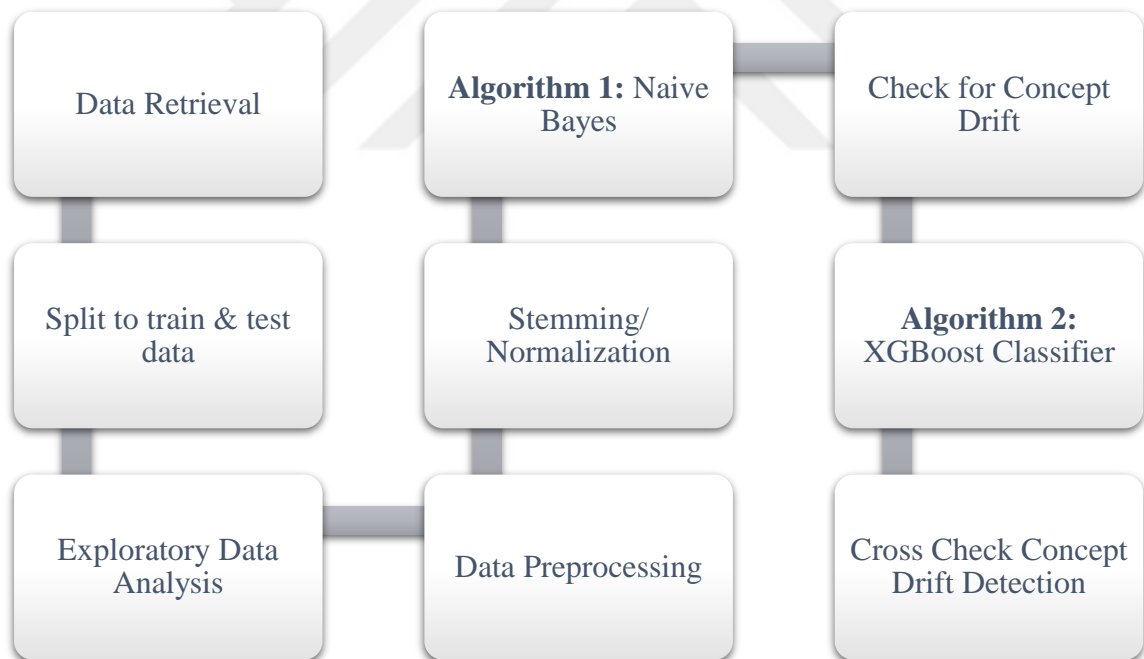 Data Retrieval
Split to train & test
data
Exploratory Data
Analysis
Data Preprocessing
Stemming/
Normalization
Algorithm 1: Naive
Bayes
Check for Concept
Drift
Algorithm 2:
XGBoost Classifier
Cross Check Concept
Drift Detection